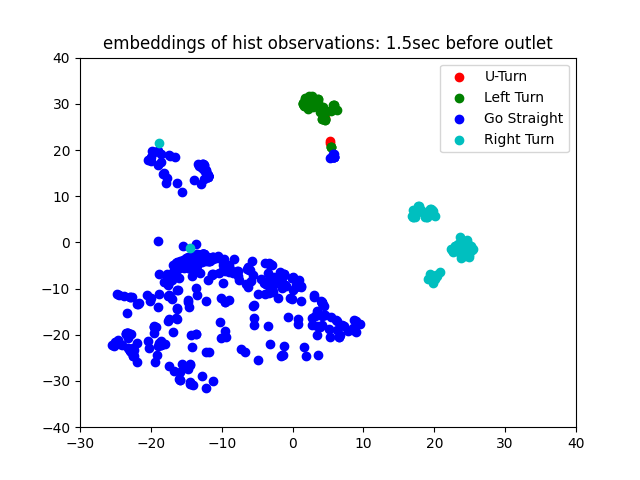 embeddings of hist observations: 1.5sec before outlet
U-Turn
Left Turn
Go Straight
Right Turn
40
30
20
10
0
−10
−20
−30
−40
−30 −20 −10 0 10 20 30 40